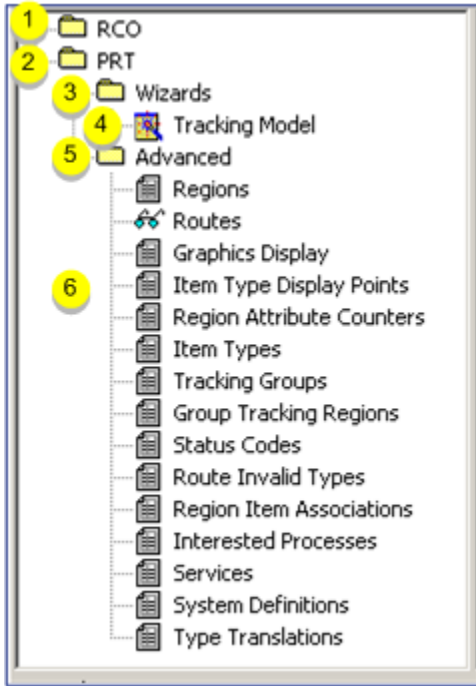 1 RCO
2 PRT
3 Wizards
4 Tracking Model
5 Advanced
Regions
Routes
Graphics Display
6 Item Type Display Points
Region Attribute Counters
Item Types
Tracking Groups
Group Tracking Regions
Status Codes
Route Invalid Types
Region Item Associations
Interested Processes
Services
System Definitions
Type Translations